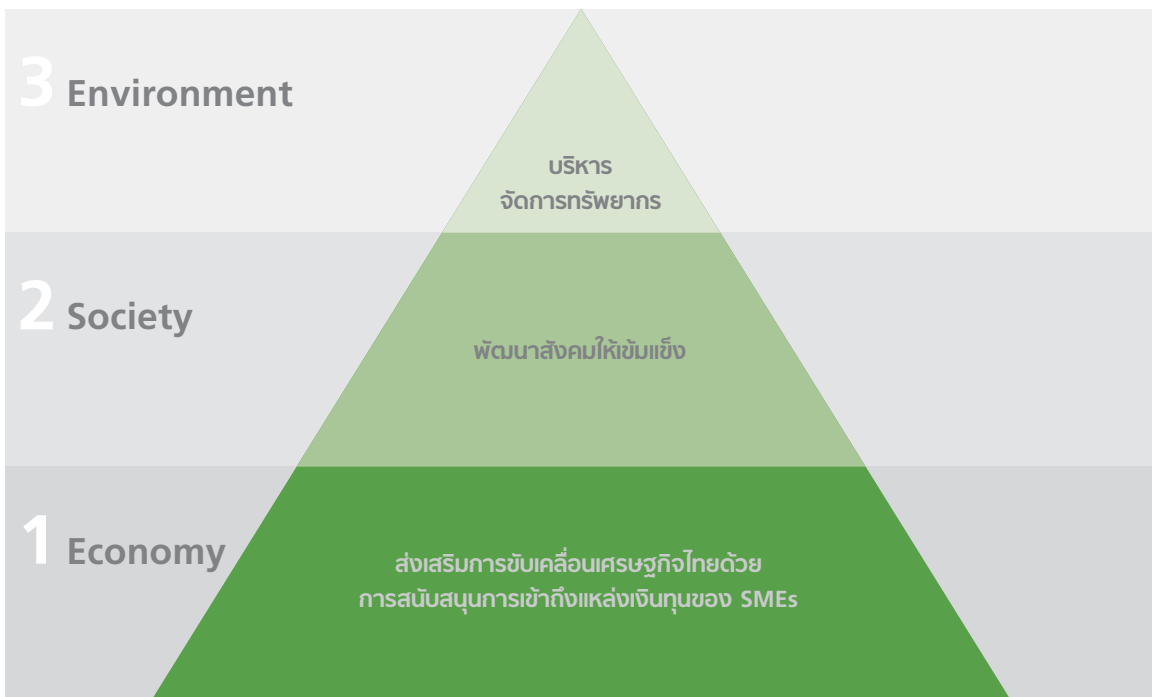 3 Environment
บริหาร
จัดการทรัพยากร
2 Society
พัฒนาสังคมให้เข้มแข็ง
1 Economy
ส่งเสริมการขับเคลื่อนเศรษฐกิจไทยด้วย
การสนับสนุนการเข้าถึงแหล่งเงินทุนของ SMEs